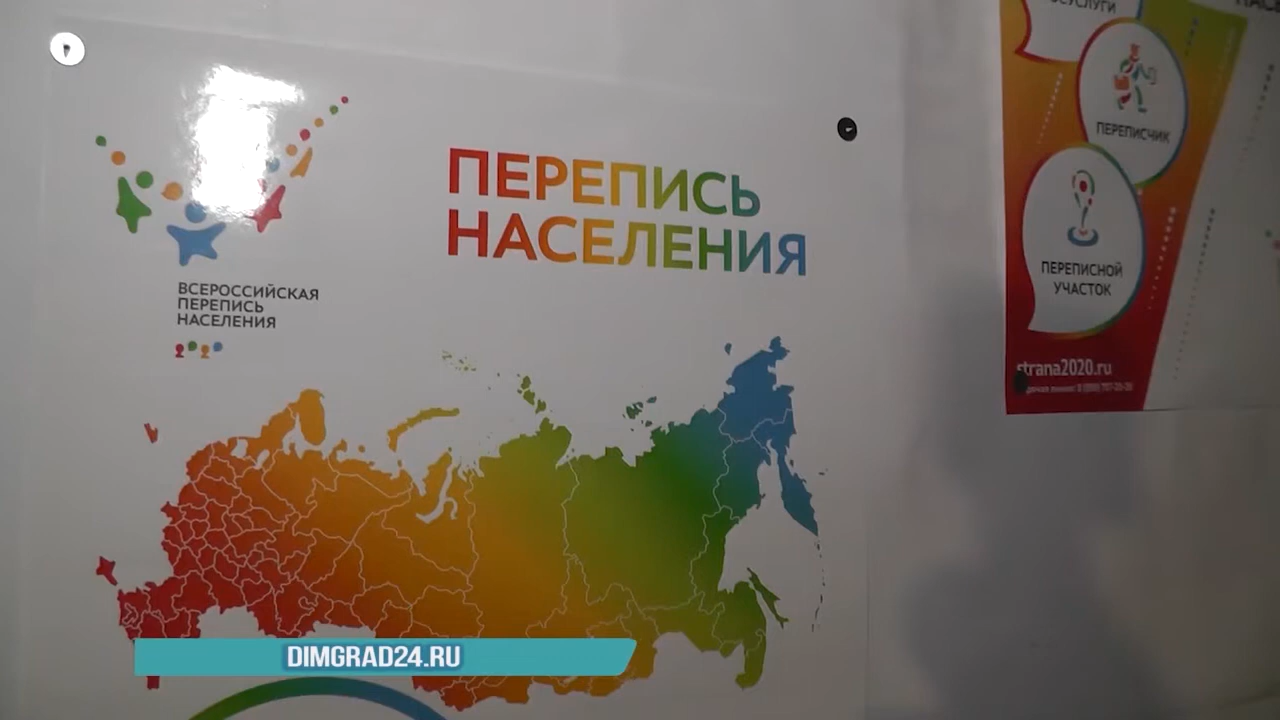 ПЕРЕПИСЬ
НАСЕЛЕНИЯ
ВСЕРОССИЙСКАЯ
ПЕРЕПИСЬ
НАСЕЛЕНИЯ
2020
ПЕРЕПИСЧИК
ПЕРЕПИСНОЙ
УЧАСТОК
strana2020.ru
DIMGRAD24.RU